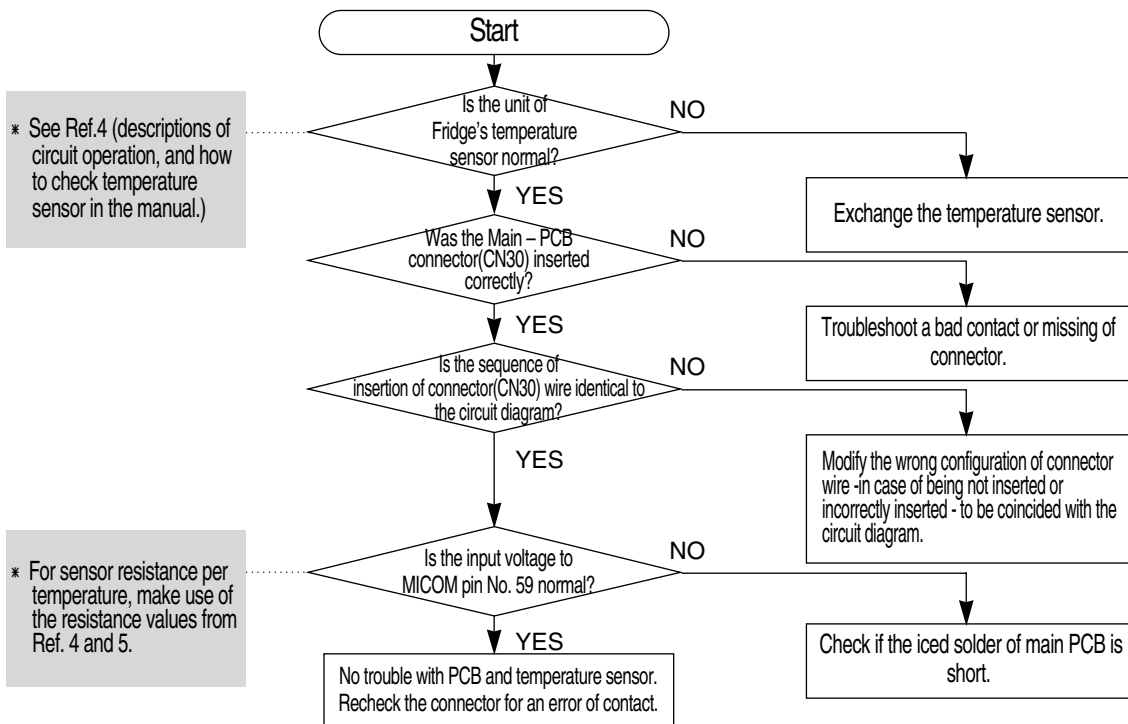 Start
Is the unit of
Fridge's temperature
sensor normal?
NO
* See Ref.4 (descriptions of
circuit operation, and how
to check temperature
sensor in the manual.)
Exchange the temperature sensor.
YES
Was the Main – PCB
connector(CN30) inserted
correctly?
NO
Troubleshoot a bad contact or missing of
connector.
YES
Is the sequence of
insertion of connector(CN30) wire identical to
the circuit diagram?
NO
Modify the wrong configuration of connector
wire -in case of being not inserted or
incorrectly inserted - to be coincided with the
circuit diagram.
YES
Is the input voltage to
MICOM pin No. 59 normal?
NO
* For sensor resistance per
temperature, make use of
the resistance values from
Ref. 4 and 5.
Check if the iced solder of main PCB is
short.
YES
No trouble with PCB and temperature sensor.
Recheck the connector for an error of contact.